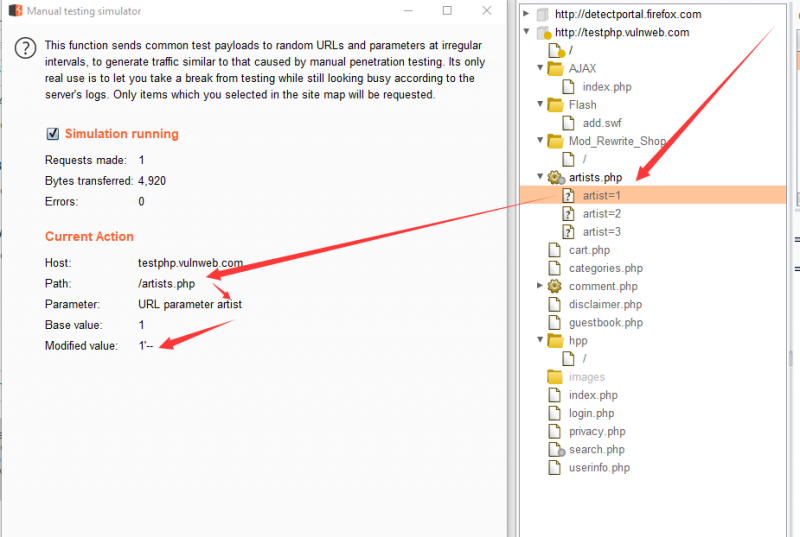 Manual testing simulator
This function sends common test payloads to random URLs and parameters at irregular
intervals, to generate traffic similar to that caused by manual penetration testing. Its only
real use is to let you take a break from testing while still looking busy according to the
server's logs. Only items which you selected in the site map will be requested.
Simulation running
Requests made: 1
Bytes transferred: 4,920
Errors: 0
Current Action
Host: testphp.vulnweb.com
Path: /artists.php
Parameter: URL parameter artist
Base value: 1
Modified value: 1'--
http://detectportal.firefox.com
http://testphp.vulnweb.com
/
AJAX
index.php
Flash
add.swf
Mod_Rewrite_Shop
/
artists.php
artist=1
artist=2
artist=3
cart.php
categories.php
comment.php
disclaimer.php
guestbook.php
hpp
/
images
index.php
login.php
privacy.php
search.php
userinfo.php